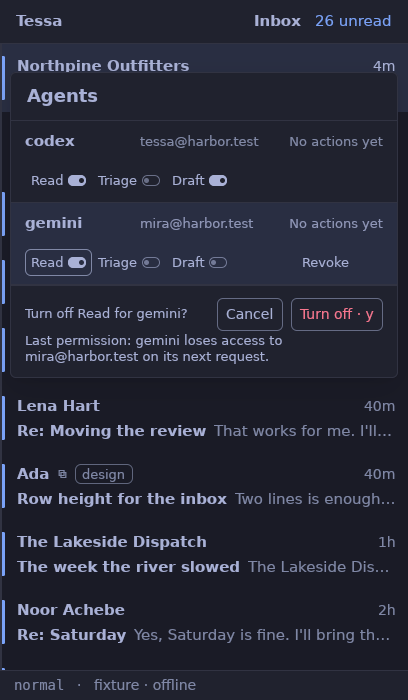 Tessa Inbox 26 unread
Northpine Outfitters 4m
Agents
codex tessa@harbor.test No actions yet
Read Triage Draft
gemini mira@harbor.test No actions yet
Read Triage Draft Revoke
Turn off Read for gemini? Cancel Turn off · y
Last permission: gemini loses access to
mira@harbor.test on its next request.
Lena Hart 40m
Re: Moving the review That works for me. I'll...
Ada design 40m
Row height for the inbox Two lines is enough...
The Lakeside Dispatch 1h
The week the river slowed The Lakeside Dis...
Noor Achebe 2h
Re: Saturday Yes, Saturday is fine. I'll bring th...
normal · fixture · offline